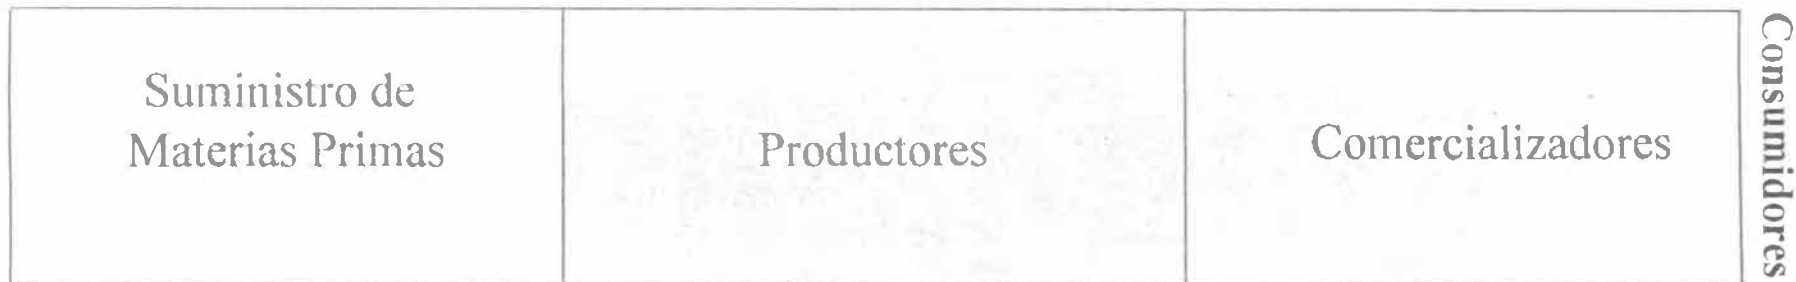 Suministro de
Materias Primas
Productores
Comercializadores
Consumidores